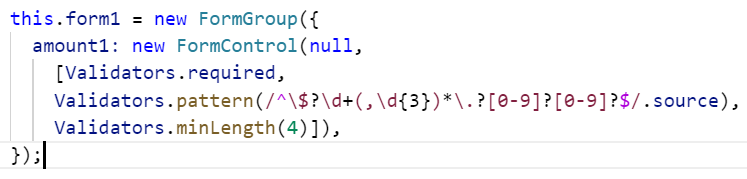 this.form1 = new FormGroup({
amount1: new FormControl(null,
[Validators.required,
Validators.pattern(/^\$?\d+(,\d{3})*\.?[0-9]?[0-9]?$/.source),
Validators.minLength(4)]),
});